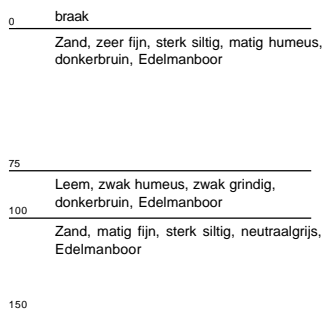 braak
0
Zand, zeer fijn, sterk siltig, matig humeus,
donkerbruin, Edelmanboor
75
Leem, zwak humeus, zwak grindig,
donkerbruin, Edelmanboor
100
Zand, matig fijn, sterk siltig, neutraalgrijs,
Edelmanboor
150